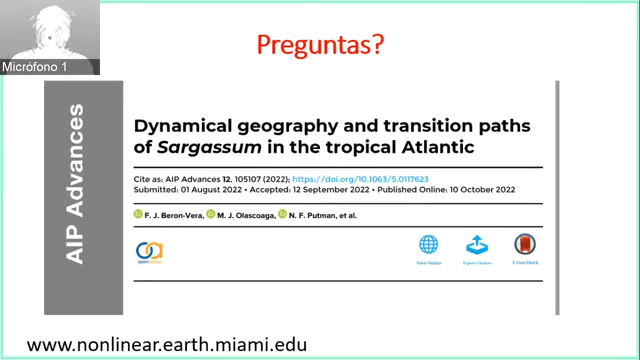 Micrófono 1
Preguntas?
AIP Advances
Dynamical geography and transition paths
of Sargassum in the tropical Atlantic
Cite as: AIP Advances 12, 105107 (2022); https://doi.org/10.1063/5.0117623
Submitted: 01 August 2022 • Accepted: 12 September 2022 • Published Online: 10 October 2022
F. J. Beron-Vera, M. J. Olascoaga, N. F. Putman, et al.
View Online
Export Citation
CrossMark
www.nonlinear.earth.miami.edu